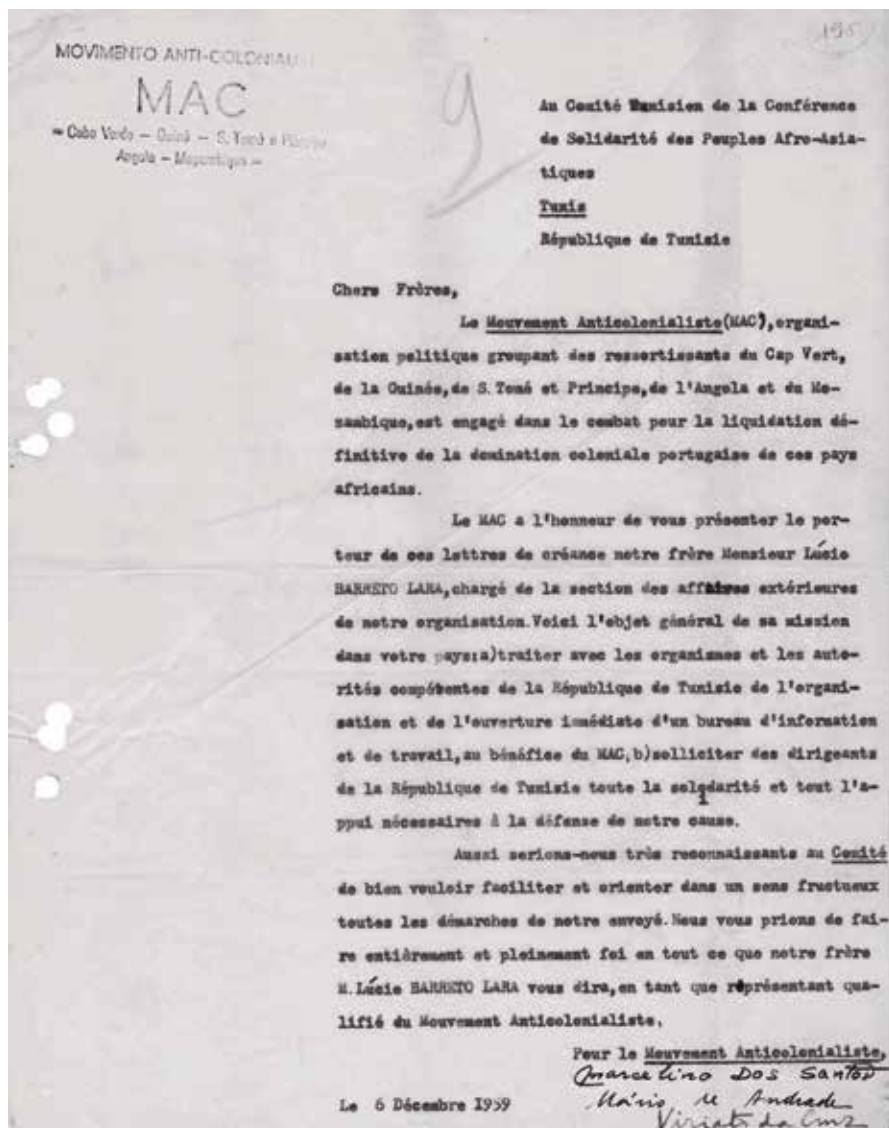 195
MOVIMENTO ANTI-COLONIAL
MAC
— Cabo Verde — Guiné — S. Tomé e Príncipe
Angola — Moçambique —
9
Au Comité Tunisien de la Conférence
de Solidarité des Peuples Afro-Asia-
tiques
Tunis
République de Tunisie
Chers Frères,
Le Mouvement Anticolonialiste(MAC),organi-
sation politique groupant des ressortissants du Cap Vert,
de la Guinée,de S.Tomé et Principe,de l'Angola et du Mo-
zambique,est engagé dans le combat pour la liquidation dé-
finitive de la domination coloniale portugaise de ces pays
africains.
Le MAC a l'honneur de vous présenter le por-
teur de ces lettres de créance notre frère Monsieur Lúcio
BARRETO LARA,chargé de la section des affaires extérieures
de notre organisation.Voici l'objet général de sa mission
dans votre pays:a)traiter avec les organismes et les auto-
rités compétentes de la République de Tunisie de l'organi-
sation et de l'ouverture immédiate d'un bureau d'information
et de travail,au bénéfice du MAC,b)solliciter des dirigeants
de la République de Tunisie toute la solidarité et tout l'a-
ppui nécessaires à la défense de notre cause.
Aussi serions-nous très reconnaissants au Comité
de bien vouloir faciliter et orienter dans un sens fructueux
toutes les démarches de notre envoyé.Nous vous prions de fai-
re entièrement et pleinement foi en tout ce que notre frère
M.Lúcio BARRETO LARA vous dira,en tant que représentant qua-
lifié du Mouvement Anticolonialiste.
Pour le Mouvement Anticolonialiste,
Marcelino Dos Santos
Le 6 Décembre 1959
Mário de Andrade
Viriato da Cruz